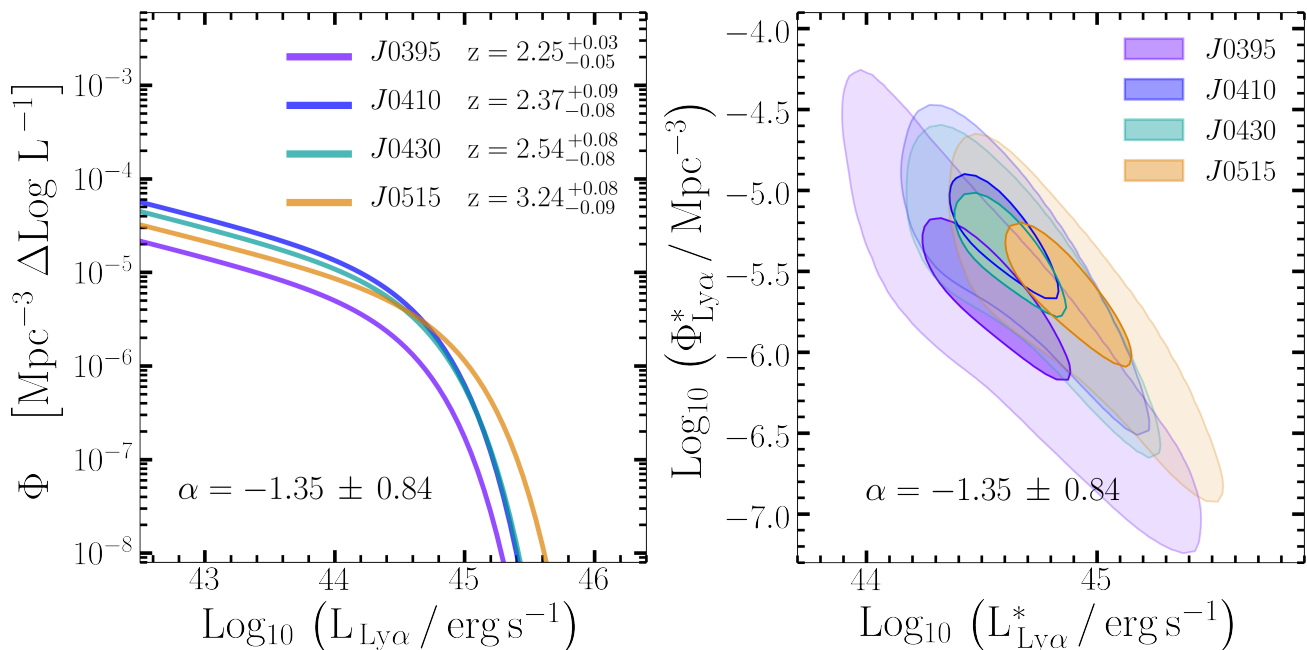 J0395 z = 2.25 +0.03 −0.05
J0410 z = 2.37 +0.09 −0.08
J0430 z = 2.54 +0.08 −0.08
J0515 z = 3.24 +0.08 −0.09
10⁻³
10⁻⁴
10⁻⁵
10⁻⁶
10⁻⁷
10⁻⁸
Φ [Mpc⁻³ ΔLog L⁻¹]
α = −1.35 ± 0.84
43 44 45 46
Log₁₀ (L Lyα / erg s⁻¹)
J0395
J0410
J0430
J0515
−4.0
−4.5
−5.0
−5.5
−6.0
−6.5
−7.0
Log₁₀ (Φ*Lyα / Mpc⁻³)
α = −1.35 ± 0.84
44 45
Log₁₀ (L*Lyα / erg s⁻¹)